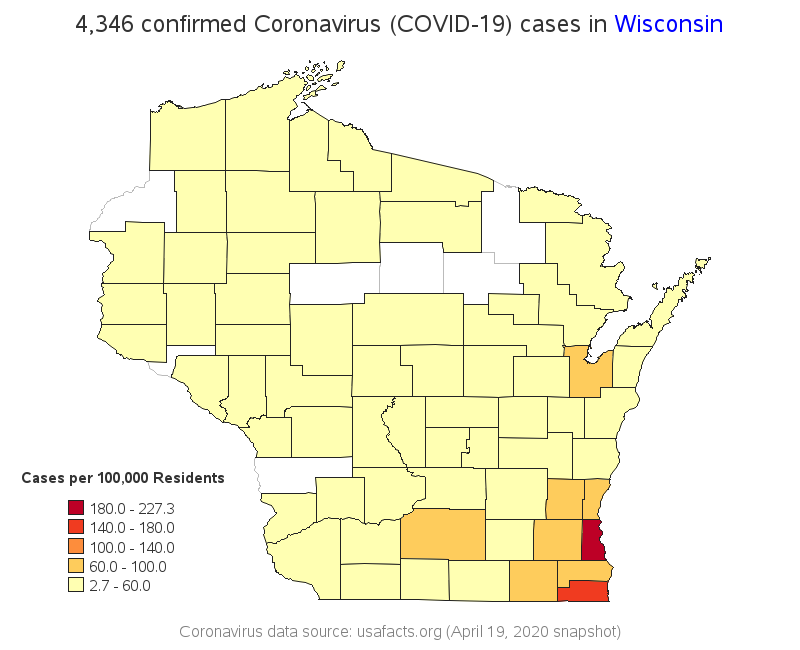 4,346 confirmed Coronavirus (COVID-19) cases in Wisconsin
Cases per 100,000 Residents
180.0 - 227.3
140.0 - 180.0
100.0 - 140.0
60.0 - 100.0
2.7 - 60.0
Coronavirus data source: usafacts.org (April 19, 2020 snapshot)